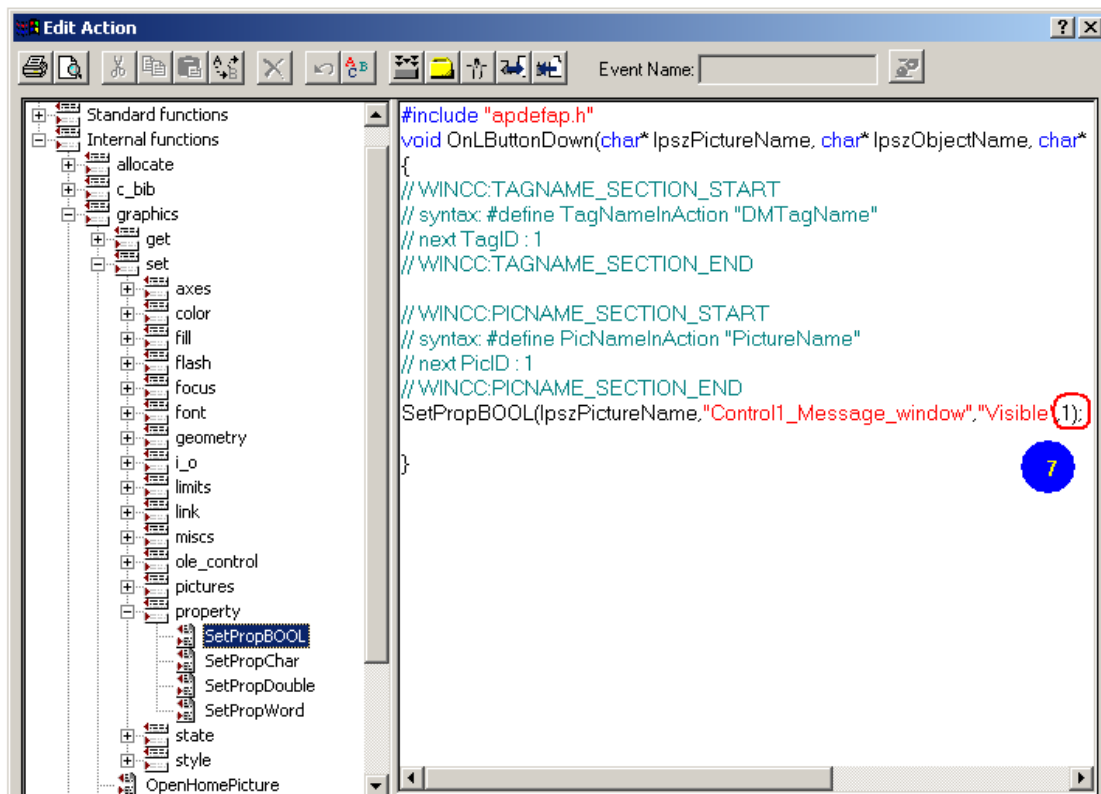 Edit Action
Event Name:
Standard functions
Internal functions
allocate
c_bib
graphics
get
set
axes
color
fill
flash
focus
font
geometry
i_o
limits
link
miscs
ole_control
pictures
property
SetPropBOOL
SetPropChar
SetPropDouble
SetPropWord
state
style
OpenHomePicture
#include "apdefap.h"
void OnLButtonDown(char* lpszPictureName, char* lpszObjectName, char*
{
// WINCC:TAGNAME_SECTION_START
// syntax: #define TagNameInAction "DMTagName"
// next TagID : 1
// WINCC:TAGNAME_SECTION_END
// WINCC:PICNAME_SECTION_START
// syntax: #define PicNameInAction "PictureName"
// next PicID : 1
// WINCC:PICNAME_SECTION_END
SetPropBOOL(lpszPictureName,"Control1_Message_window","Visible",1);
}
7